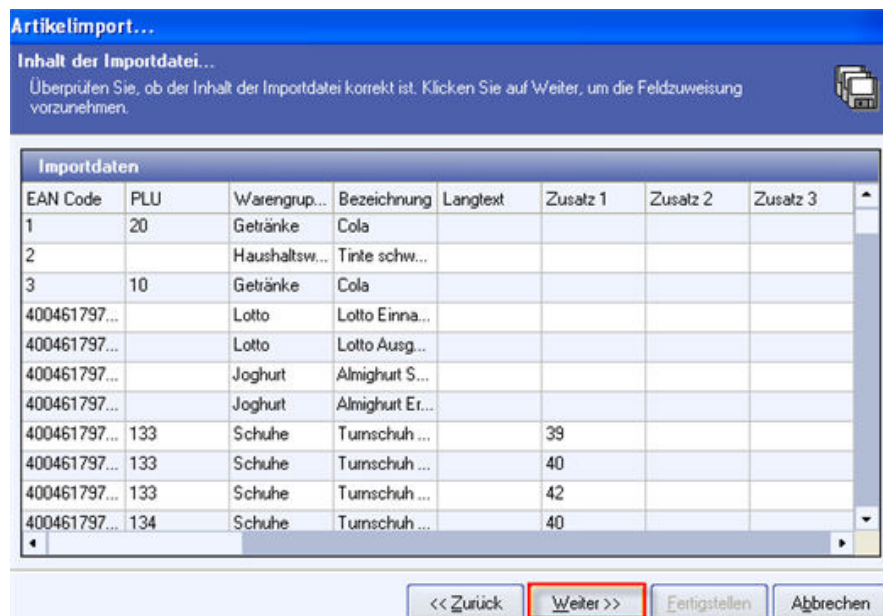 Artikelimport...
Inhalt der Importdatei...
Überprüfen Sie, ob der Inhalt der Importdatei korrekt ist. Klicken Sie auf Weiter, um die Feldzuweisung
vorzunehmen.
Importdaten
EAN Code PLU Warengrup... Bezeichnung Langtext Zusatz 1 Zusatz 2 Zusatz 3
1 20 Getränke Cola
2 Haushaltsw... Tinte schw...
3 10 Getränke Cola
400461797... Lotto Lotto Einna...
400461797... Lotto Lotto Ausg...
400461797... Joghurt Almighurt S...
400461797... Joghurt Almighurt Er...
400461797... 133 Schuhe Turnschuh ... 39
400461797... 133 Schuhe Turnschuh ... 40
400461797... 133 Schuhe Turnschuh ... 42
400461797... 134 Schuhe Turnschuh ... 40
<< Zurück Weiter >> Fertigstellen Abbrechen